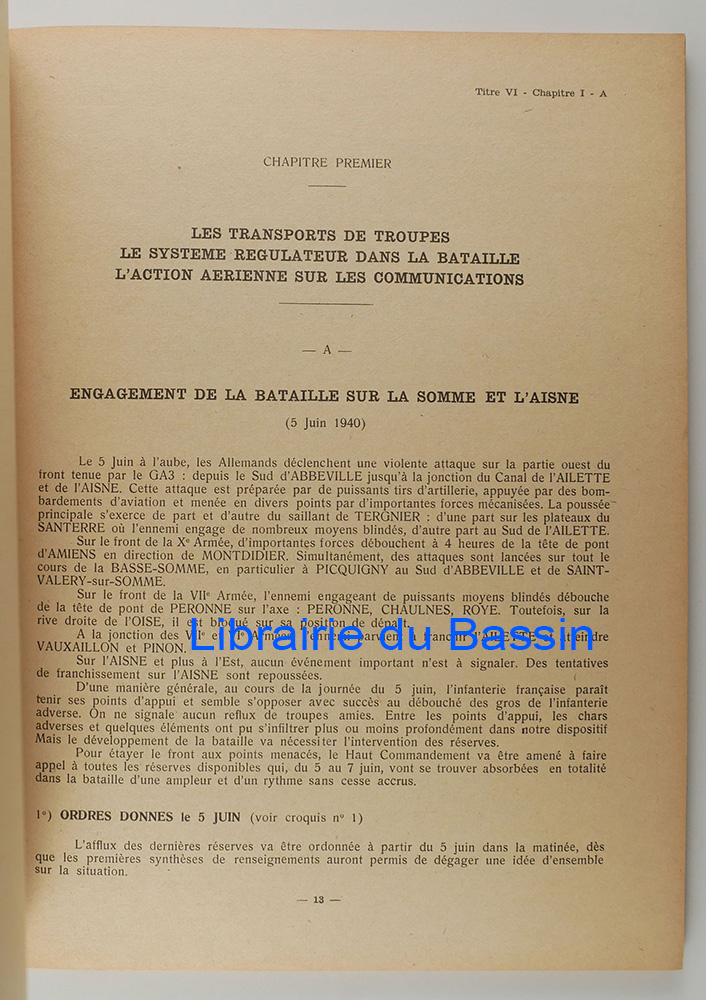 Titre VI - Chapitre I - A
CHAPITRE PREMIER
LES TRANSPORTS DE TROUPES
LE SYSTEME REGULATEUR DANS LA BATAILLE
L'ACTION AERIENNE SUR LES COMMUNICATIONS
— A —
ENGAGEMENT DE LA BATAILLE SUR LA SOMME ET L'AISNE
(5 Juin 1940)
Le 5 Juin à l'aube, les Allemands déclenchent une violente attaque sur la partie ouest du
front tenue par le GA3 : depuis le Sud d'ABBEVILLE jusqu'à la jonction du Canal de l'AILETTE
et de l'AISNE. Cette attaque est préparée par de puissants tirs d'artillerie, appuyée par des bom-
bardements d'aviation et menée en divers points par d'importantes forces mécanisées. La poussée
principale s'exerce de part et d'autre du saillant de TERGNIER : d'une part sur les plateaux du
SANTERRE où l'ennemi engage de nombreux moyens blindés, d'autre part au Sud de l'AILETTE.
Sur le front de la Xe Armée, d'importantes forces débouchent à 4 heures de la tête de pont
d'AMIENS en direction de MONTDIDIER. Simultanément, des attaques sont lancées sur tout le
cours de la BASSE-SOMME, en particulier à PICQUIGNY au Sud d'ABBEVILLE et de SAINT-
VALERY-sur-SOMME.
Sur le front de la VIIe Armée, l'ennemi engageant de puissants moyens blindés débouche
de la tête de pont de PERONNE sur l'axe : PERONNE, CHAULNES, ROYE. Toutefois, sur la
rive droite de l'OISE, il est bloqué sur sa position de départ.
A la jonction des VIIe et Armées l'ennemi parvient à franchir l'AILETTE et atteindre
VAUXAILLON et PINON.
Librairie du Bassin
Sur l'AISNE et plus à l'Est, aucun événement important n'est à signaler. Des tentatives
de franchissement sur l'AISNE sont repoussées.
D'une manière générale, au cours de la journée du 5 juin, l'infanterie française paraît
tenir ses points d'appui et semble s'opposer avec succès au débouché des gros de l'infanterie
adverse. On ne signale aucun reflux de troupes amies. Entre les points d'appui, les chars
adverses et quelques éléments ont pu s'infiltrer plus ou moins profondément dans notre dispositif
Mais le développement de la bataille va nécessiter l'intervention des réserves.
Pour étayer le front aux points menacés, le Haut Commandement va être amené à faire
appel à toutes les réserves disponibles qui, du 5 au 7 juin, vont se trouver absorbées en totalité
dans la bataille d'une ampleur et d'un rythme sans cesse accrus.
1°) ORDRES DONNES le 5 JUIN (voir croquis n° 1)
L'afflux des dernières réserves va être ordonnée à partir du 5 juin dans la matinée, dès
que les premières synthèses de renseignements auront permis de dégager une idée d'ensemble
sur la situation.
— 13 —